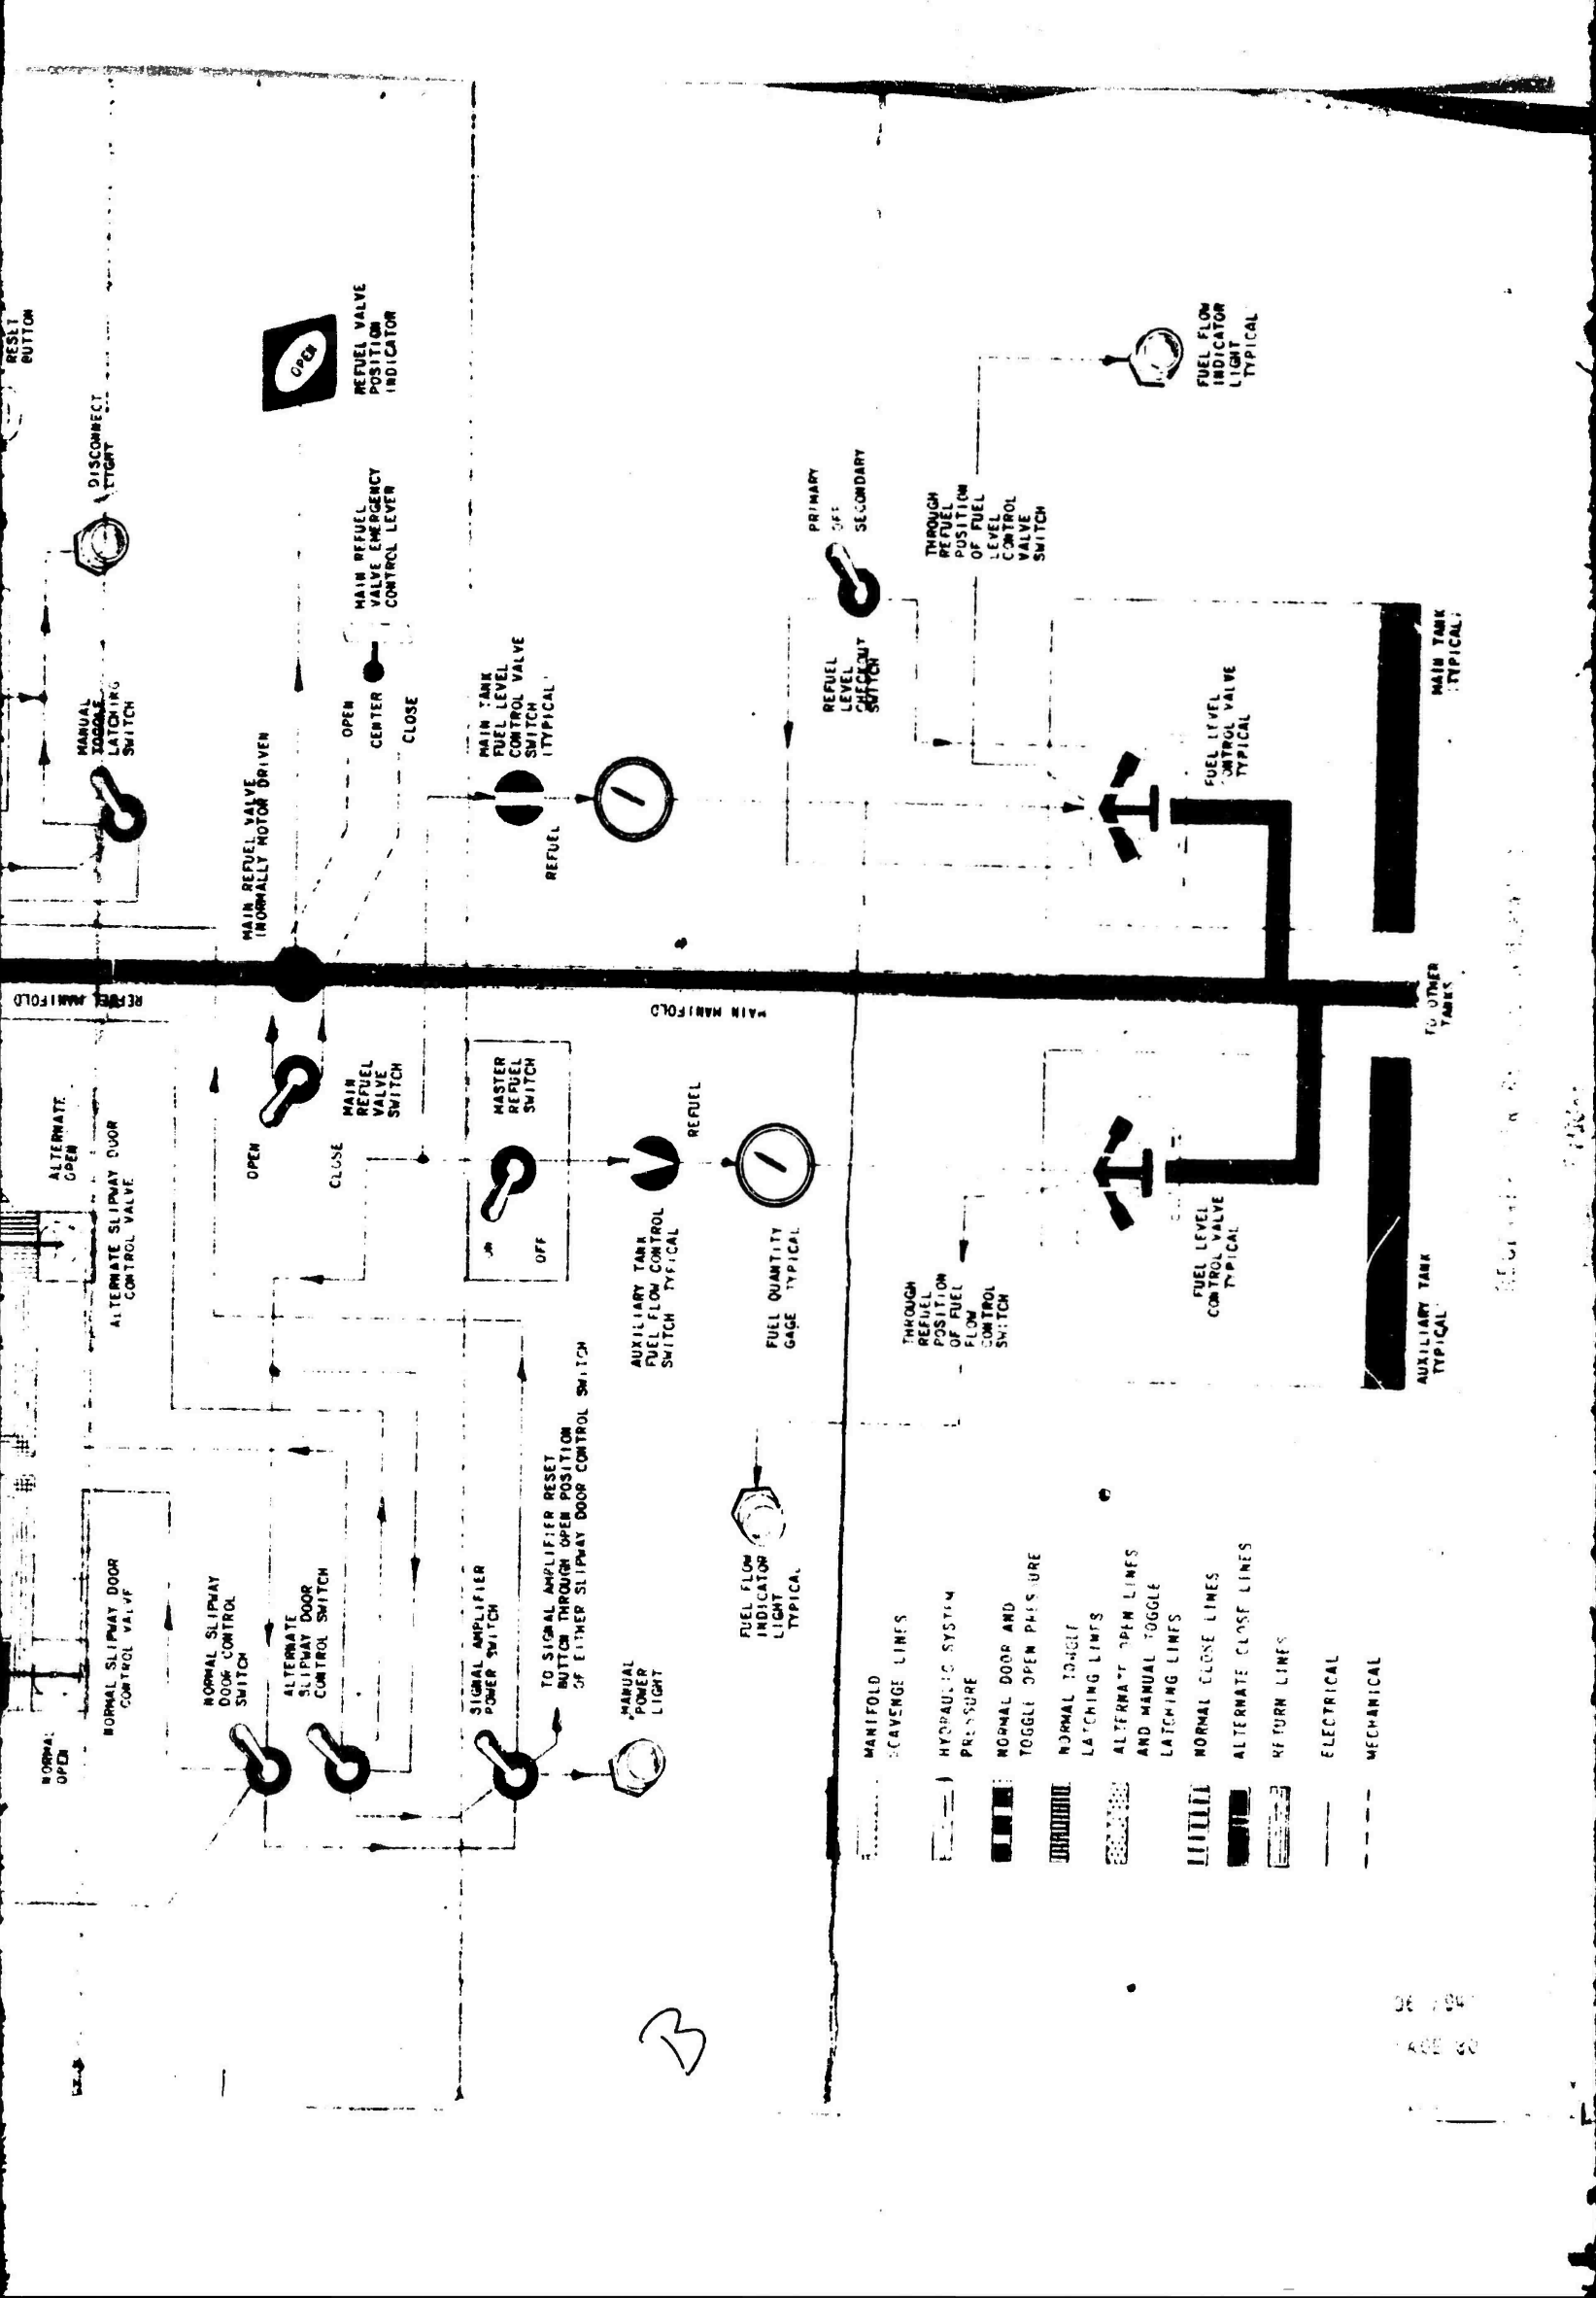 RESET
BUTTON
DISCONNECT
LIGHT
MANUAL
TOGGLE
LATCHING
SWITCH
REFUEL VALVE
POSITION
INDICATOR
OPEN
MAIN REFUEL
VALVE EMERGENCY
CONTROL LEVER
OPEN
CENTER
CLOSE
MAIN REFUEL VALVE
(NORMALLY MOTOR DRIVEN
REFUEL MANIFOLD
MAIN TANK
FUEL LEVEL
CONTROL VALVE
SWITCH
(TYPICAL
REFUEL
MAIN MANIFOLD
ALTERNATE
OPEN
ALTERNATE SLIPWAY DOOR
CONTROL VALVE
OPEN
CLOSE
MAIN
REFUEL
VALVE
SWITCH
MASTER
REFUEL
SWITCH
ON
OFF
REFUEL
AUXILIARY TANK
FUEL FLOW CONTROL
SWITCH TYPICAL
FUEL QUANTITY
GAGE TYPICAL
NORMAL
OPEN
NORMAL SLIPWAY DOOR
CONTROL VALVE
NORMAL SLIPWAY
DOOR CONTROL
SWITCH
ALTERNATE
SLIPWAY DOOR
CONTROL SWITCH
SIGNAL AMPLIFIER
POWER SWITCH
TO SIGNAL AMPLIFIER RESET
BUTTON THROUGH OPEN POSITION
OF EITHER SLIPWAY DOOR CONTROL SWITCH
MANUAL
POWER
LIGHT
FUEL FLOW
INDICATOR
LIGHT
TYPICAL
PRIMARY
OFF
SECONDARY
REFUEL
LEVEL
CHECKOUT
SWITCH
THROUGH
REFUEL
POSITION
OF FUEL
LEVEL
CONTROL
VALVE
SWITCH
FUEL FLOW
INDICATOR
LIGHT
TYPICAL
FUEL LEVEL
CONTROL VALVE
TYPICAL
MAIN TANK
(TYPICAL)
TO OTHER
TANKS
THROUGH
REFUEL
POSITION
OF FUEL
FLOW
CONTROL
SWITCH
FUEL LEVEL
CONTROL VALVE
TYPICAL
AUXILIARY TANK
TYPICAL
MANIFOLD
SCAVENGE LINES
HYDRAULIC SYSTEM
PRESSURE
NORMAL DOOR AND
TOGGLE OPEN PRESSURE
NORMAL TOGGLE
LATCHING LINES
ALTERNATE OPEN LINES
AND MANUAL TOGGLE
LATCHING LINES
NORMAL CLOSE LINES
ALTERNATE CLOSE LINES
RETURN LINES
ELECTRICAL
MECHANICAL
B